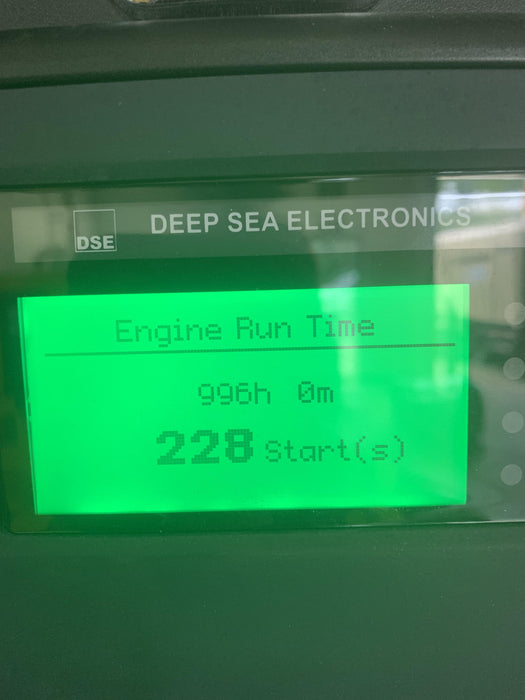 DSE
DEEP SEA ELECTRONICS
Engine Run Time
996h 0m
228 Start(s)